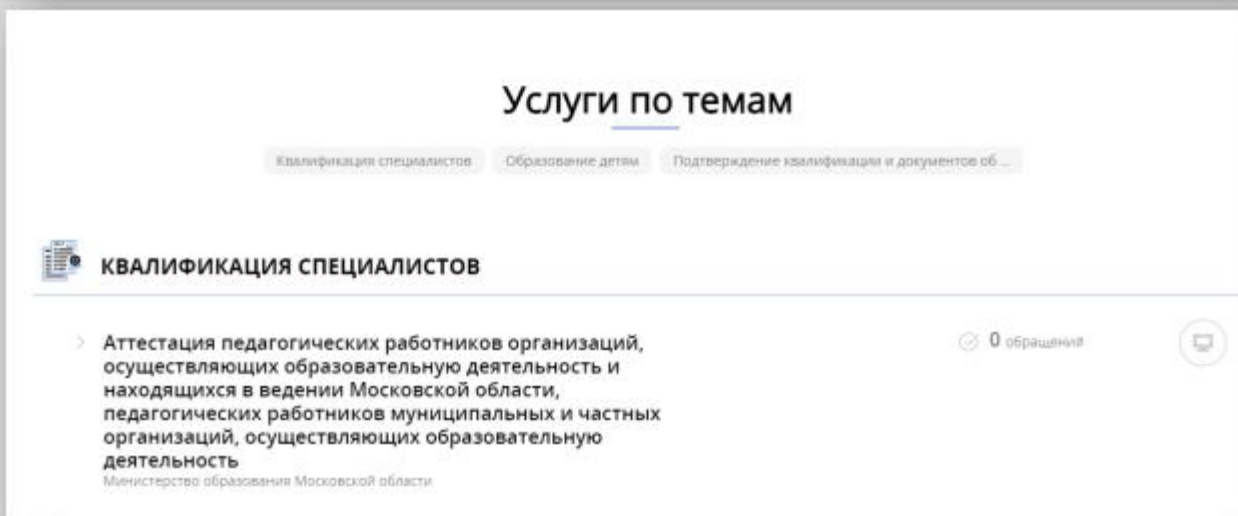 Услуги по темам
Квалификация специалистов Образование детям Подтверждение квалификации и документов об ...
КВАЛИФИКАЦИЯ СПЕЦИАЛИСТОВ
Аттестация педагогических работников организаций, 0 обращений
осуществляющих образовательную деятельность и
находящихся в ведении Московской области,
педагогических работников муниципальных и частных
организаций, осуществляющих образовательную
деятельность
Министерство образования Московской области